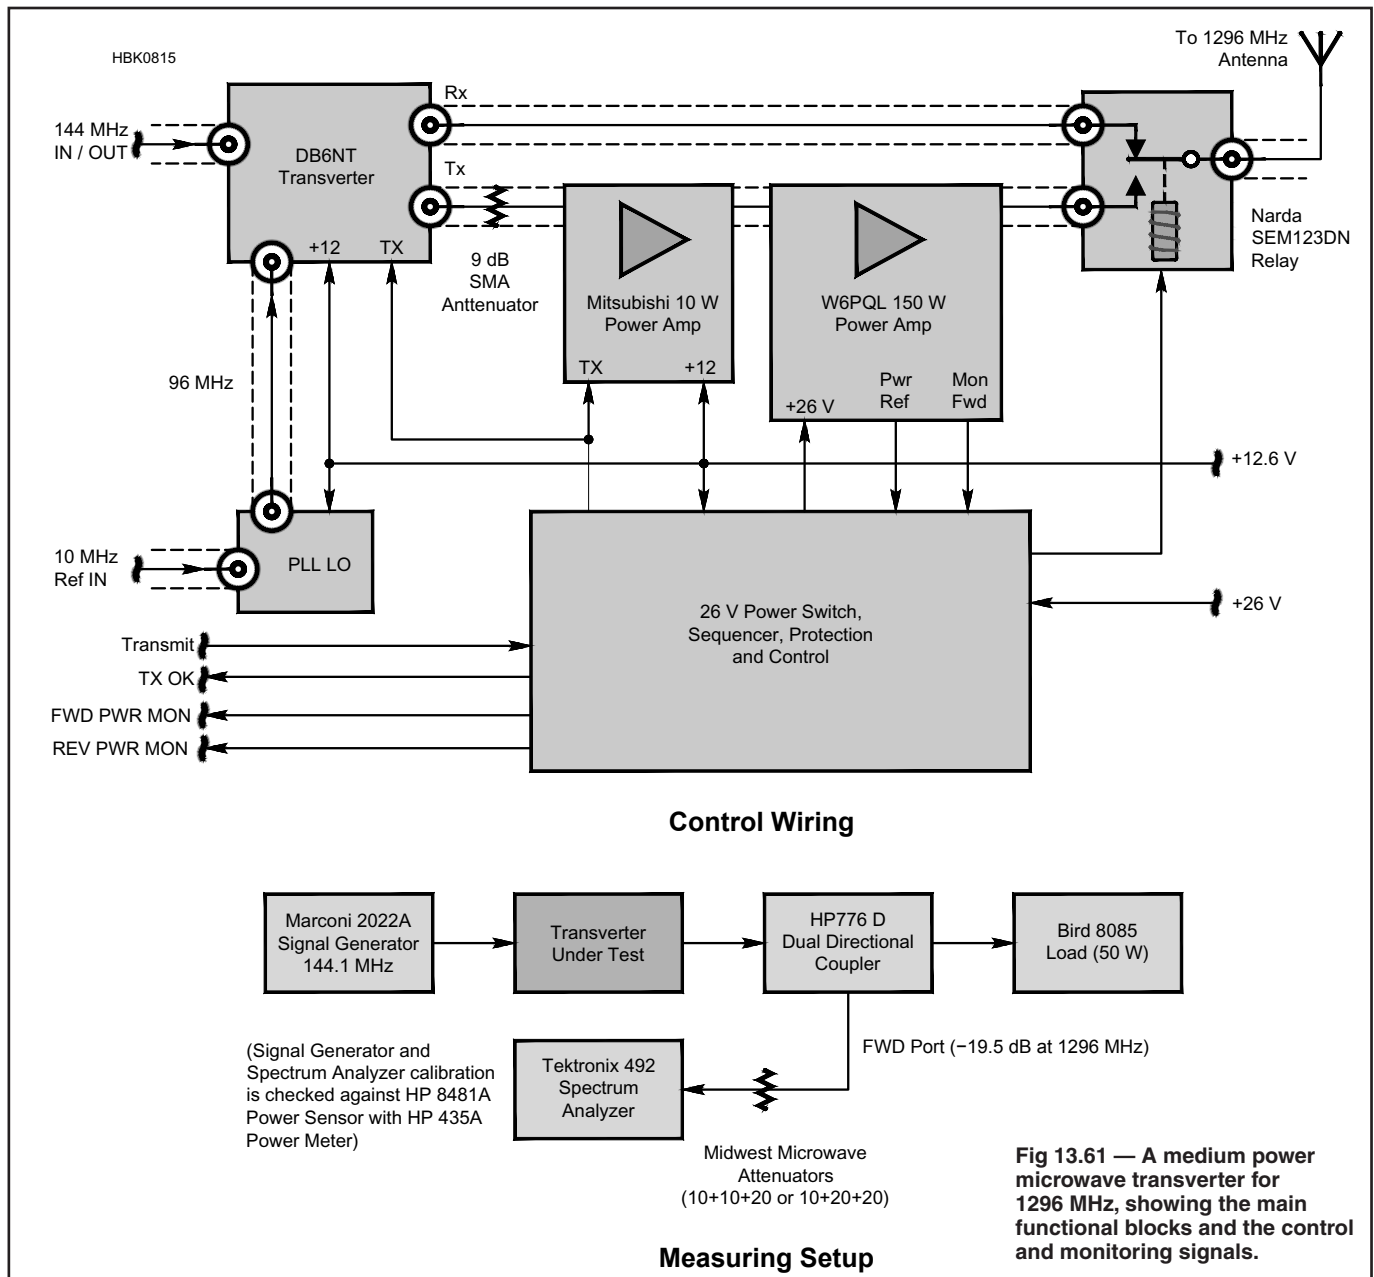 HBK0815
To 1296 MHz
Antenna
144 MHz
IN / OUT
DB6NT
Transverter
+12
TX
Rx
Tx
9 dB
SMA
Anttenuator
Mitsubishi 10 W
Power Amp
TX
+12
W6PQL 150 W
Power Amp
+26 V
Pwr
Ref
Mon
Fwd
Narda
SEM123DN
Relay
96 MHz
+12.6 V
10 MHz
Ref IN
PLL LO
26 V Power Switch,
Sequencer, Protection
and Control
+26 V
Transmit
TX OK
FWD PWR MON
REV PWR MON
Control Wiring
Marconi 2022A
Signal Generator
144.1 MHz
Transverter
Under Test
HP776 D
Dual Directional
Coupler
Bird 8085
Load (50 W)
FWD Port (−19.5 dB at 1296 MHz)
(Signal Generator and
Spectrum Analyzer calibration
is checked against HP 8481A
Power Sensor with HP 435A
Power Meter)
Tektronix 492
Spectrum
Analyzer
Midwest Microwave
Attenuators
(10+10+20 or 10+20+20)
Measuring Setup
Fig 13.61 — A medium power
microwave transverter for
1296 MHz, showing the main
functional blocks and the control
and monitoring signals.